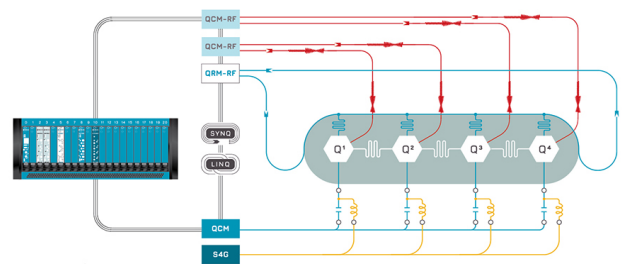 QCM-RF
QCM-RF
QRM-RF
SYNQ
LINQ
QCM
S4G
Q1
Q2
Q3
Q4